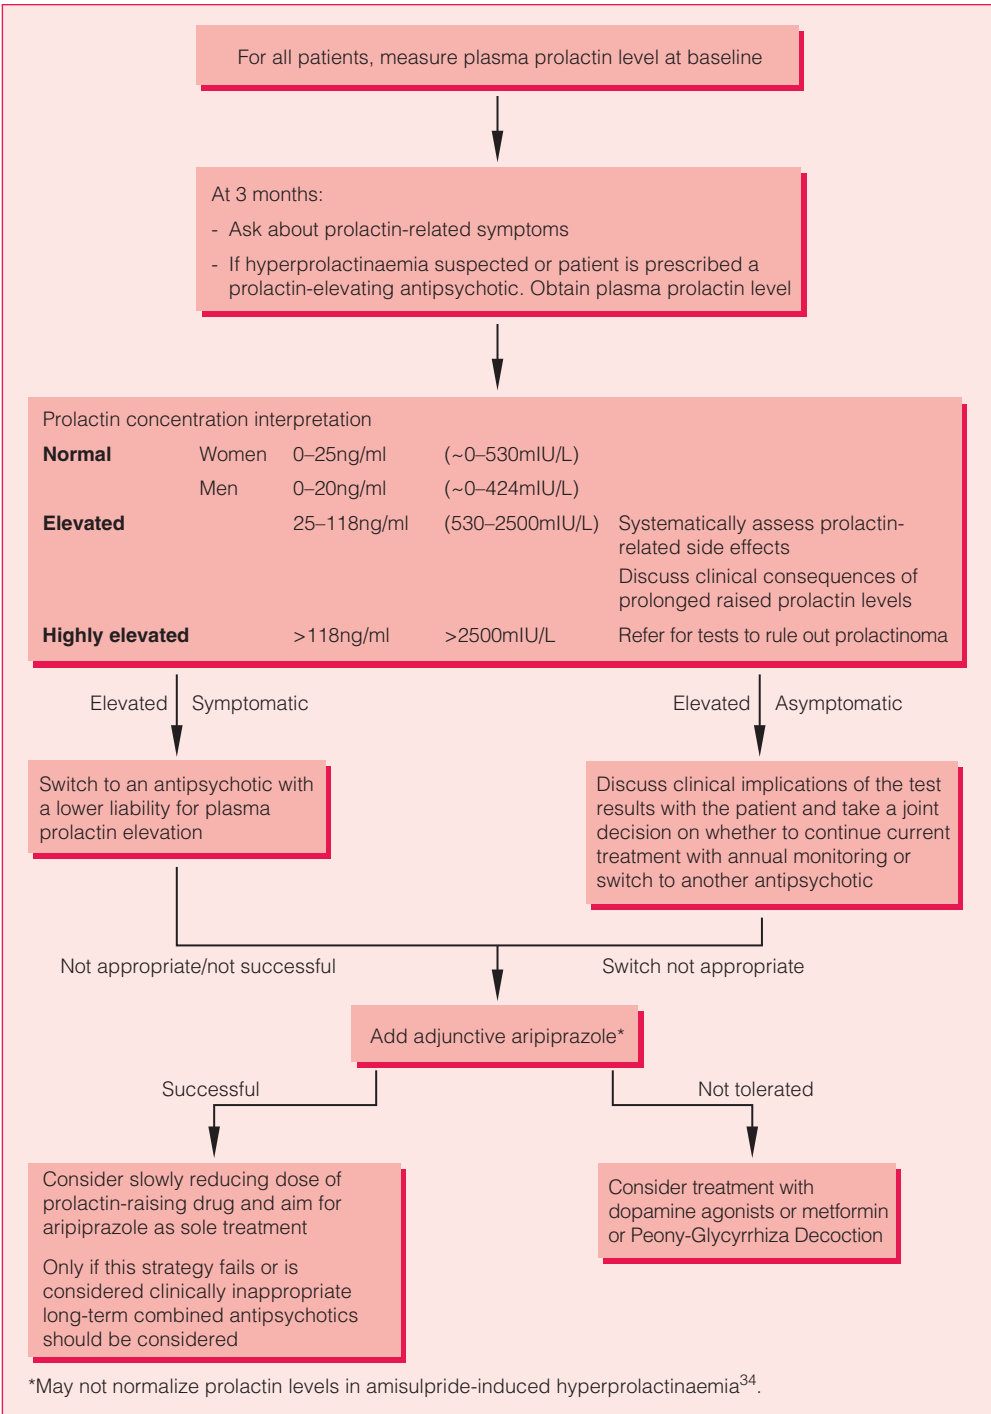 For all patients, measure plasma prolactin level at baseline
At 3 months:
- Ask about prolactin-related symptoms
- If hyperprolactinaemia suspected or patient is prescribed a
prolactin-elevating antipsychotic. Obtain plasma prolactin level
Prolactin concentration interpretation
Normal Women 0–25ng/ml (~0–530mIU/L)
Men 0–20ng/ml (~0–424mIU/L)
Elevated 25–118ng/ml (530–2500mIU/L) Systematically assess prolactin-
related side effects
Discuss clinical consequences of
prolonged raised prolactin levels
Highly elevated >118ng/ml >2500mIU/L Refer for tests to rule out prolactinoma
Elevated Symptomatic
Elevated Asymptomatic
Switch to an antipsychotic with
a lower liability for plasma
prolactin elevation
Discuss clinical implications of the test
results with the patient and take a joint
decision on whether to continue current
treatment with annual monitoring or
switch to another antipsychotic
Not appropriate/not successful
Switch not appropriate
Add adjunctive aripiprazole*
Successful
Not tolerated
Consider slowly reducing dose of
prolactin-raising drug and aim for
aripiprazole as sole treatment
Only if this strategy fails or is
considered clinically inappropriate
long-term combined antipsychotics
should be considered
Consider treatment with
dopamine agonists or metformin
or Peony-Glycyrrhiza Decoction
*May not normalize prolactin levels in amisulpride-induced hyperprolactinaemia³⁴.